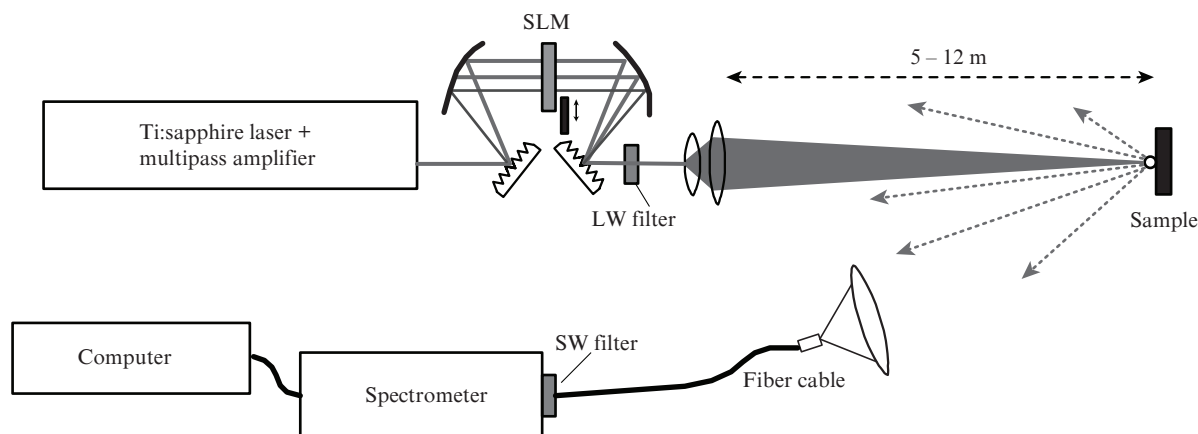 SLM
5 – 12 m
Ti:sapphire laser +
multipass amplifier
LW filter
Sample
SW filter
Computer
Spectrometer
Fiber cable